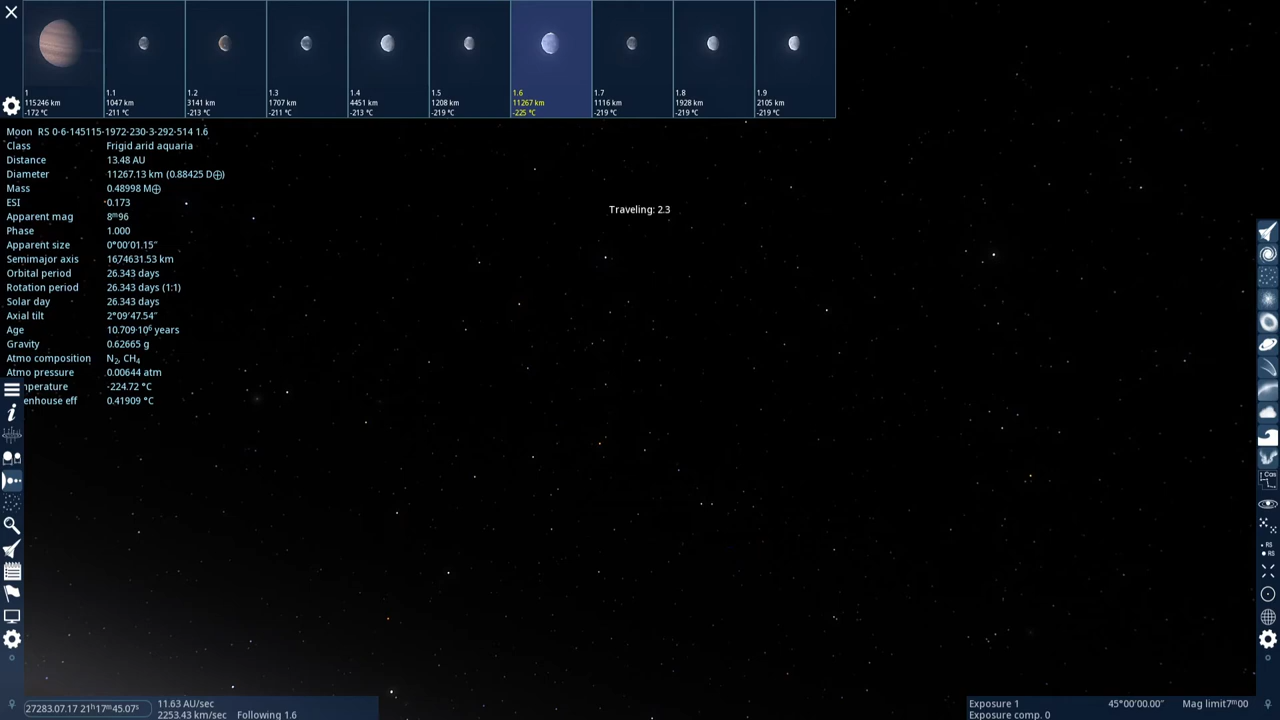 1
115246 km
-172 °C
1.1
1047 km
-211 °C
1.2
3141 km
-213 °C
1.3
1707 km
-211 °C
1.4
4451 km
-213 °C
1.5
1208 km
-219 °C
1.6
11267 km
-225 °C
1.7
1116 km
-219 °C
1.8
1928 km
-219 °C
1.9
2105 km
-219 °C
Moon RS 0-6-145115-1972-230-3-292-514 1.6
Class Frigid arid aquaria
Distance 13.48 AU
Diameter 11267.13 km (0.88425 D⊕)
Mass 0.48998 M⊕
ESI 0.173
Apparent mag 8ᵐ96
Phase 1.000
Apparent size 0°00'01.15"
Semimajor axis 1674631.53 km
Orbital period 26.343 days
Rotation period 26.343 days (1:1)
Solar day 26.343 days
Axial tilt 2°09'47.54"
Age 10.709·10⁶ years
Gravity 0.62665 g
Atmo composition N₂, CH₄
Atmo pressure 0.00644 atm
nperature -224.72 °C
enhouse eff 0.41909 °C
Traveling: 2.3
Can
RS
RS
27283.07.17 21ʰ17ᵐ45.07ˢ
11.63 AU/sec
2253.43 km/sec Following 1.6
Exposure 1 45°00'00.00" Mag limit7ᵐ00
Exposure comp. 0